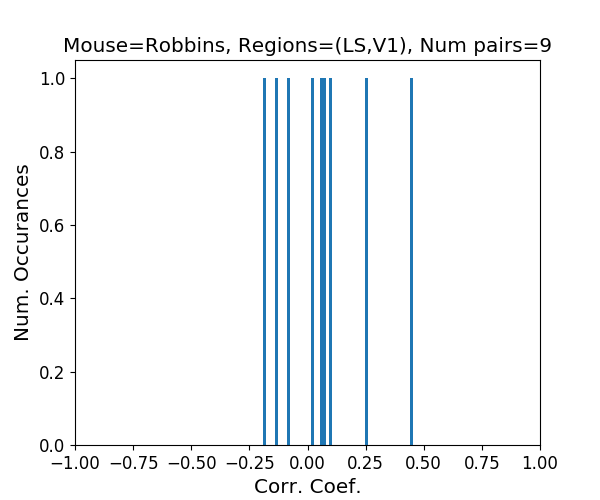 Mouse=Robbins, Regions=(LS,V1), Num pairs=9
1.0
0.8
0.6
0.4
0.2
0.0
Num. Occurances
−1.00 −0.75 −0.50 −0.25 0.00 0.25 0.50 0.75 1.00
Corr. Coef.